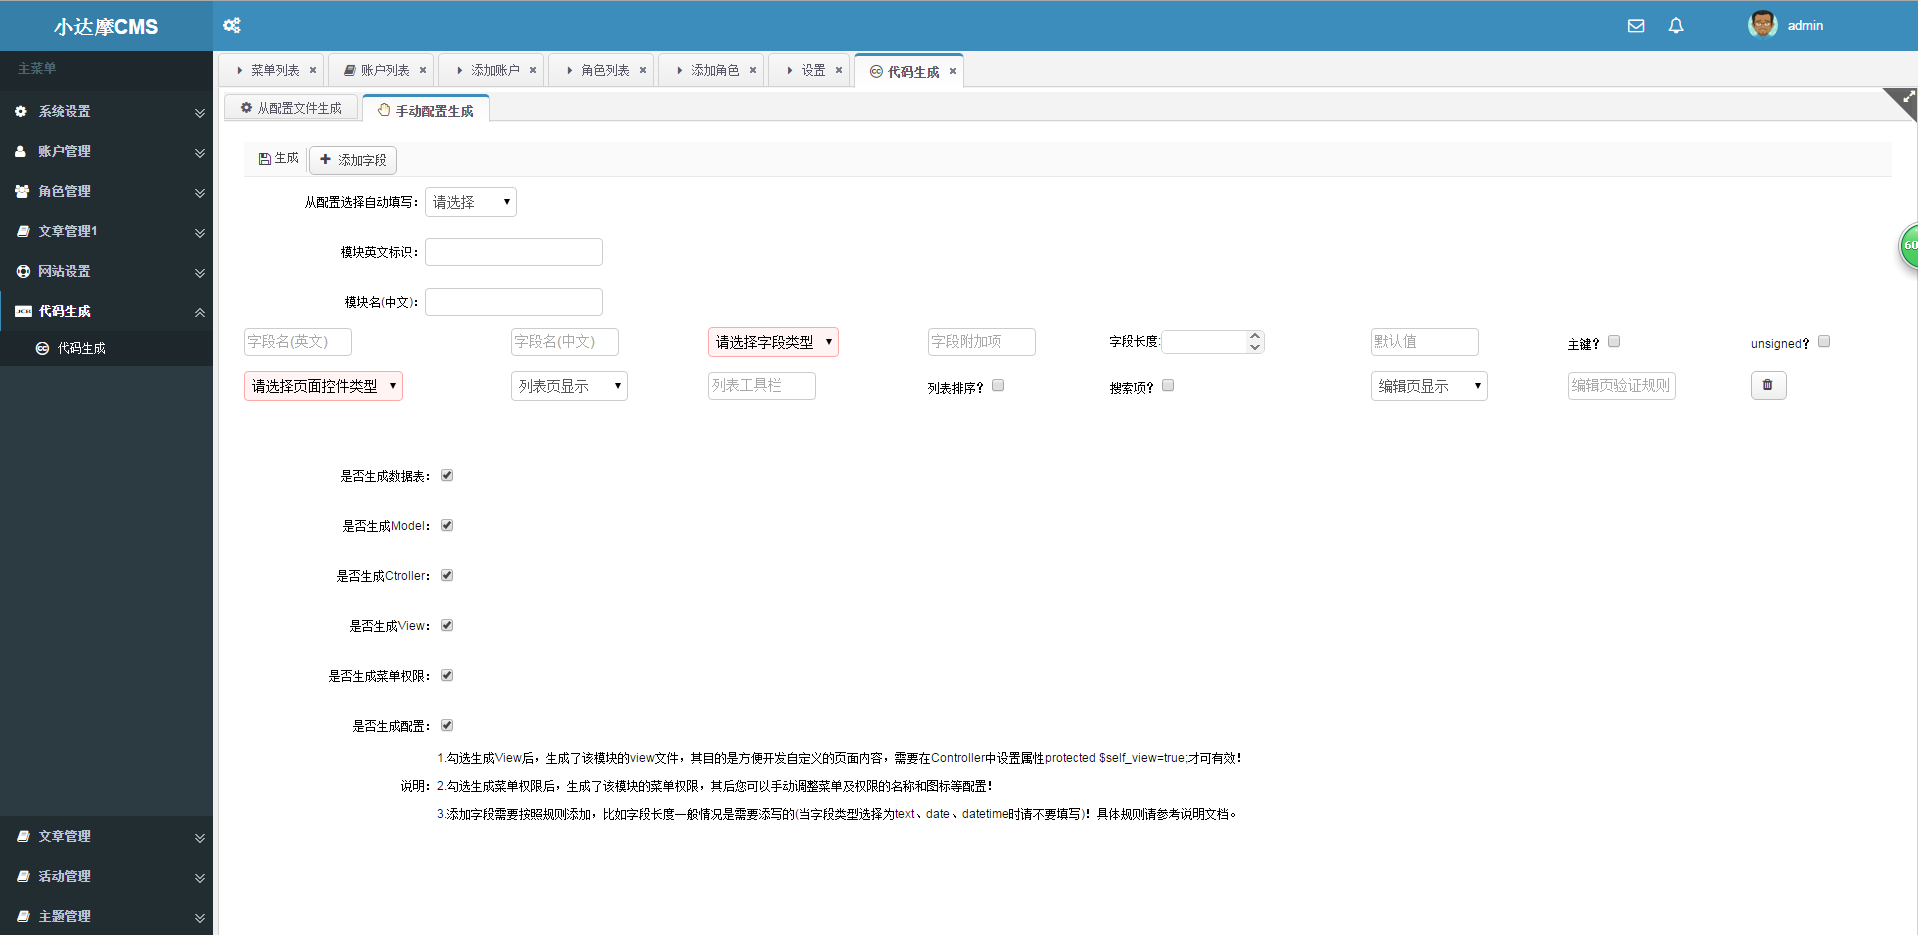 小达摩CMS
admin
主菜单
系统设置
账户管理
角色管理
文章管理1
网站设置
代码生成
代码生成
文章管理
活动管理
主题管理
菜单列表 账户列表 添加账户 角色列表 添加角色 设置 代码生成
从配置文件生成 手动配置生成
生成 添加字段
从配置选择自动填写： 请选择
模块英文标识：
模块名(中文)：
字段名(英文) 字段名(中文) 请选择字段类型 字段附加项 字段长度: 默认值 主键? unsigned?
请选择页面控件类型 列表页显示 列表工具栏 列表排序? 搜索项? 编辑页显示 编辑页验证规则
是否生成数据表：
是否生成Model：
是否生成Ctroller：
是否生成View：
是否生成菜单权限：
是否生成配置：
1.勾选生成View后，生成了该模块的view文件，其目的是方便开发自定义的页面内容，需要在Controller中设置属性protected $self_view=true;才可有效！
说明：2.勾选生成菜单权限后，生成了该模块的菜单权限，其后您可以手动调整菜单及权限的名称和图标等配置！
3.添加字段需要按照规则添加，比如字段长度一般情况是需要添写的(当字段类型选择为text、date、datetime时请不要填写)！具体规则请参考说明文档。
60